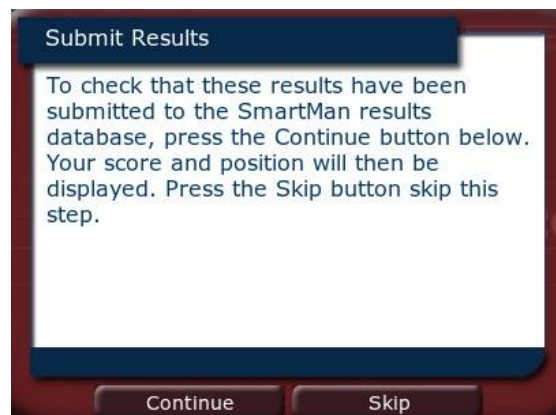 Submit Results
To check that these results have been
submitted to the SmartMan results
database, press the Continue button below.
Your score and position will then be
displayed. Press the Skip button skip this
step.
Continue
Skip